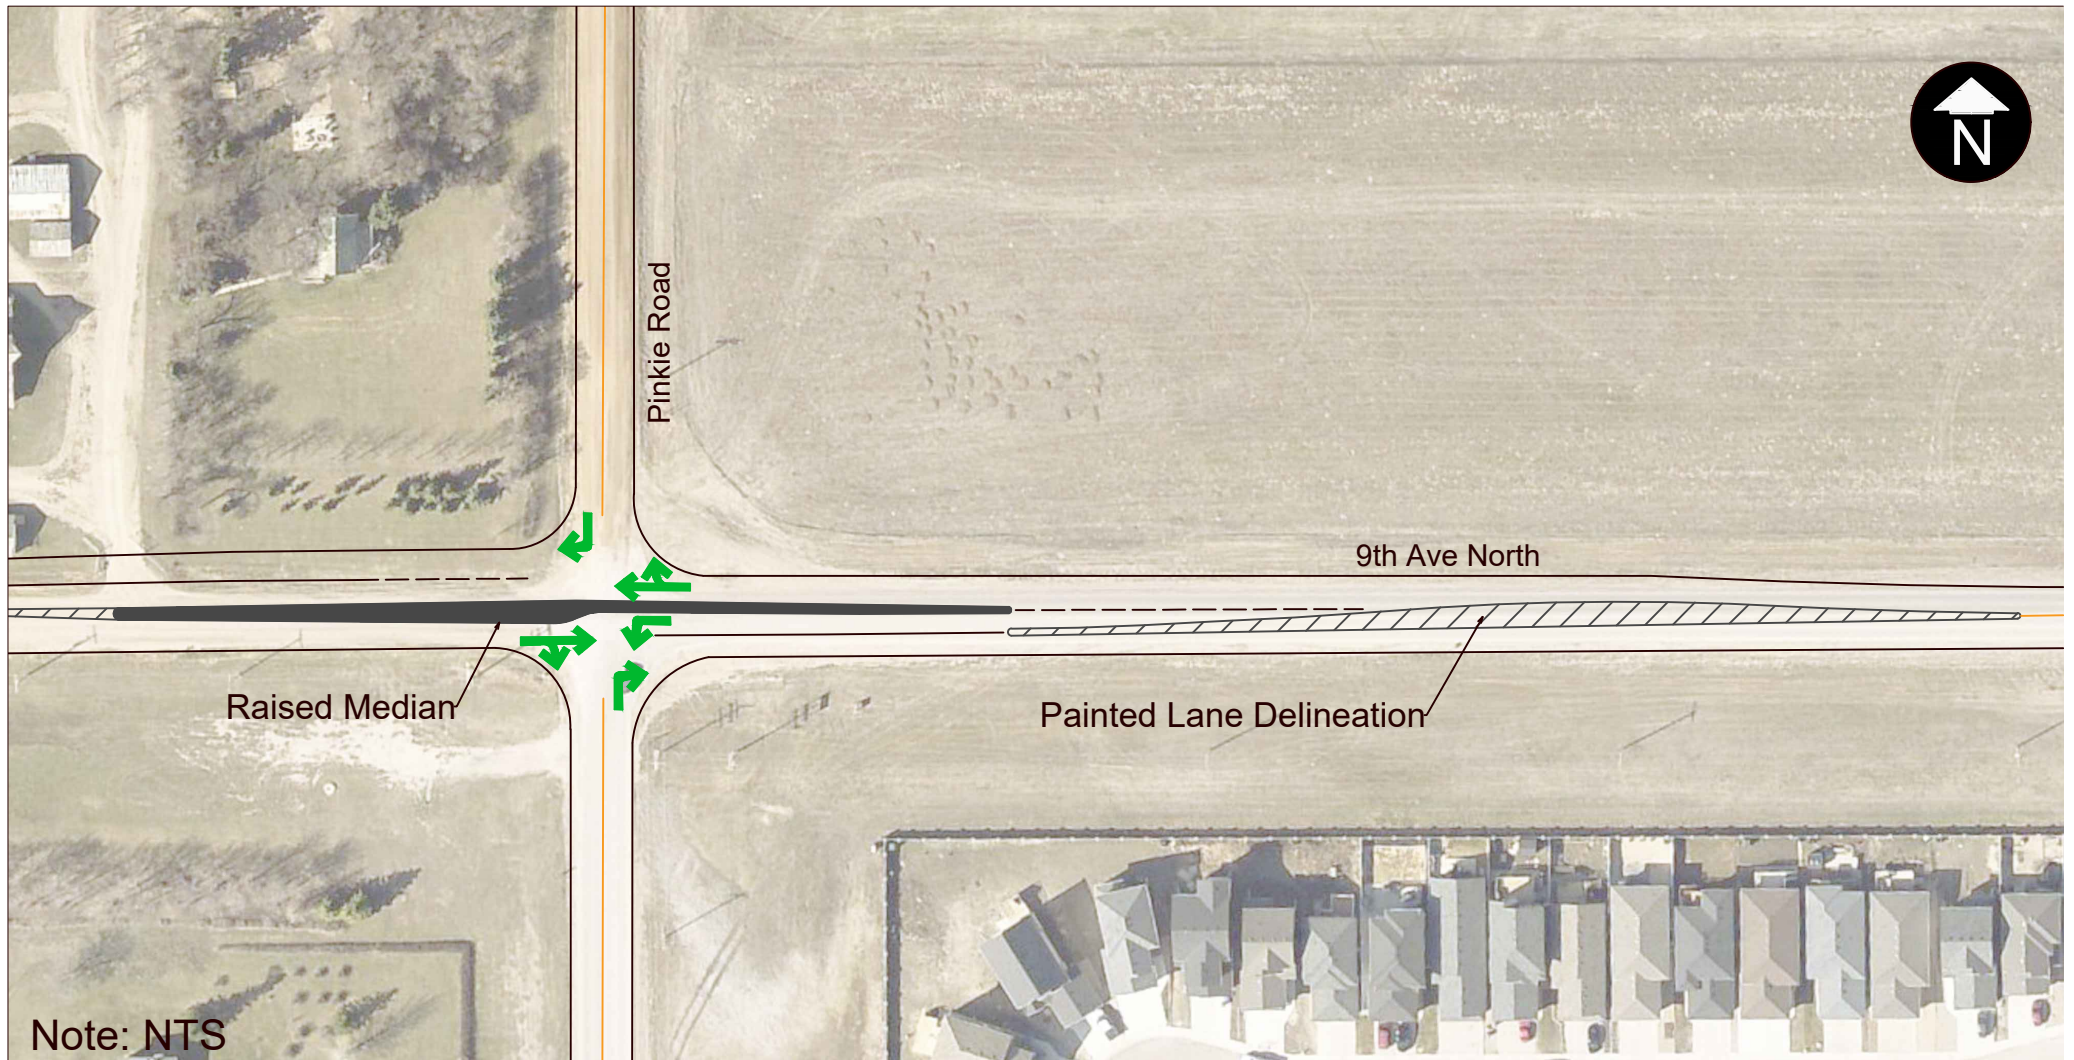 N
Pinkie Road
9th Ave North
Raised Median
Painted Lane Delineation
Note: NTS